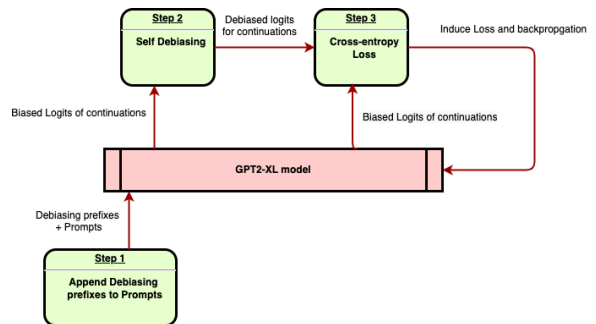 Step 2
Self Debiasing
Debiased logits
for continuations
Step 3
Cross-entropy
Loss
Induce Loss and backpropgation
Biased Logits of continuations
Biased Logits of continuations
GPT2-XL model
Debiasing prefixes
+ Prompts
Step 1
Append Debiasing
prefixes to Prompts